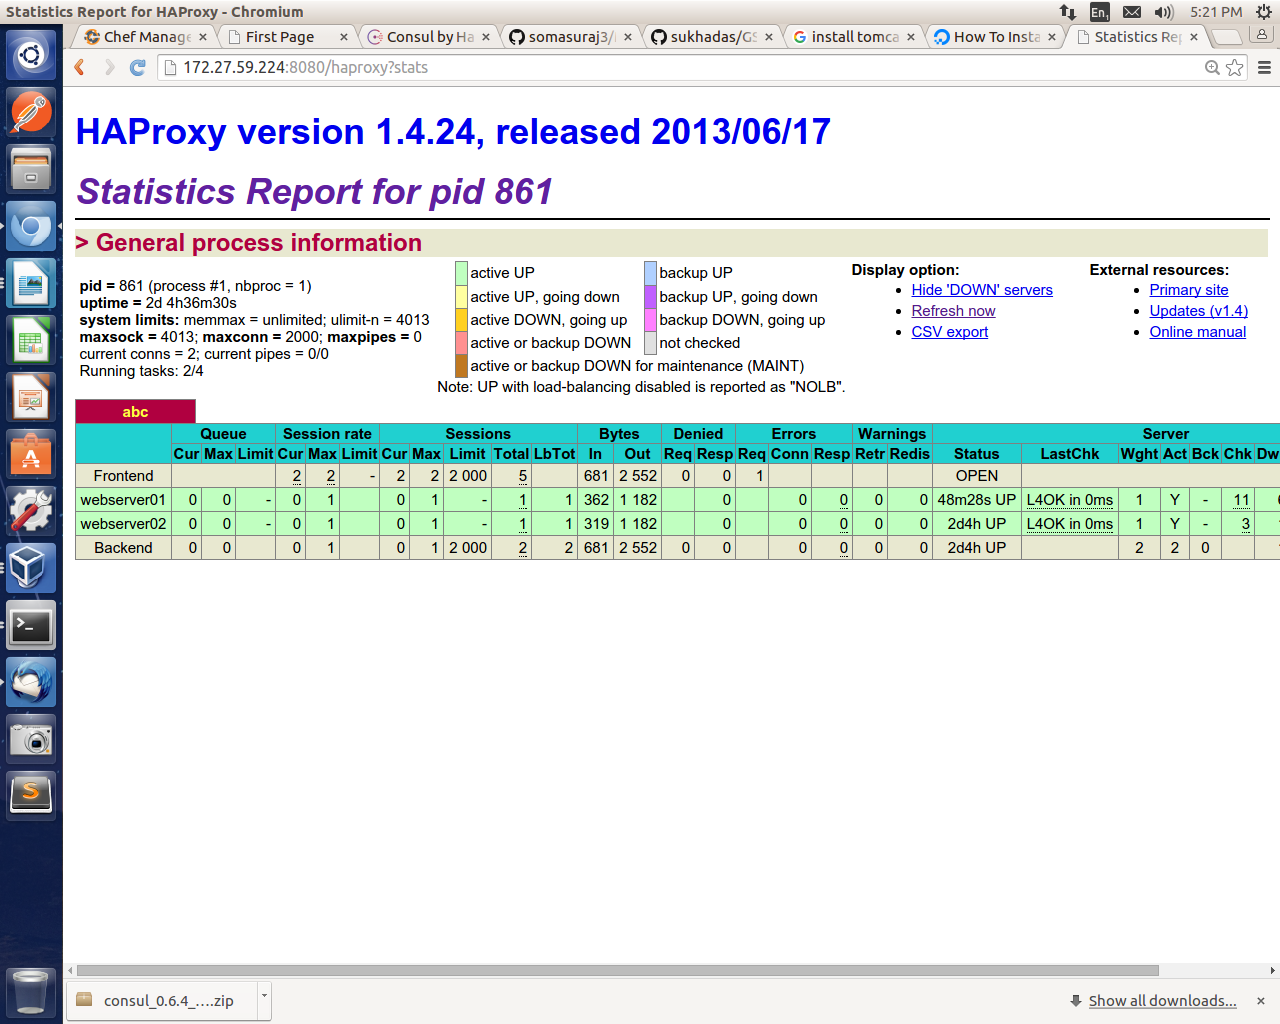 Statistics Report for HAProxy - Chromium
En1
5:21 PM
Chef Manage
First Page
Consul by Ha
somasuraj3/
sukhadas/GS
install tomca
How To Insta
Statistics Rep
172.27.59.224:8080/haproxy?stats
HAProxy version 1.4.24, released 2013/06/17
Statistics Report for pid 861
> General process information
pid = 861 (process #1, nbproc = 1)
uptime = 2d 4h36m30s
system limits: memmax = unlimited; ulimit-n = 4013
maxsock = 4013; maxconn = 2000; maxpipes = 0
current conns = 2; current pipes = 0/0
Running tasks: 2/4
active UP backup UP
active UP, going down backup UP, going down
active DOWN, going up backup DOWN, going up
active or backup DOWN not checked
active or backup DOWN for maintenance (MAINT)
Note: UP with load-balancing disabled is reported as "NOLB".
Display option:
• Hide 'DOWN' servers
• Refresh now
• CSV export
External resources:
• Primary site
• Updates (v1.4)
• Online manual
abc
Queue Session rate Sessions Bytes Denied Errors Warnings Server
Cur Max Limit Cur Max Limit Cur Max Limit Total LbTot In Out Req Resp Req Conn Resp Retr Redis Status LastChk Wght Act Bck Chk Dw
Frontend 2 2 - 2 2 2 000 5 681 2 552 0 0 1 OPEN
webserver01 0 0 - 0 1 0 1 - 1 1 362 1 182 0 0 0 0 0 48m28s UP L4OK in 0ms 1 Y - 11
webserver02 0 0 - 0 1 0 1 - 1 1 319 1 182 0 0 0 0 0 2d4h UP L4OK in 0ms 1 Y - 3
Backend 0 0 0 1 0 1 2 000 2 2 681 2 552 0 0 0 0 0 0 2d4h UP 2 2 0
consul_0.6.4_....zip
Show all downloads...